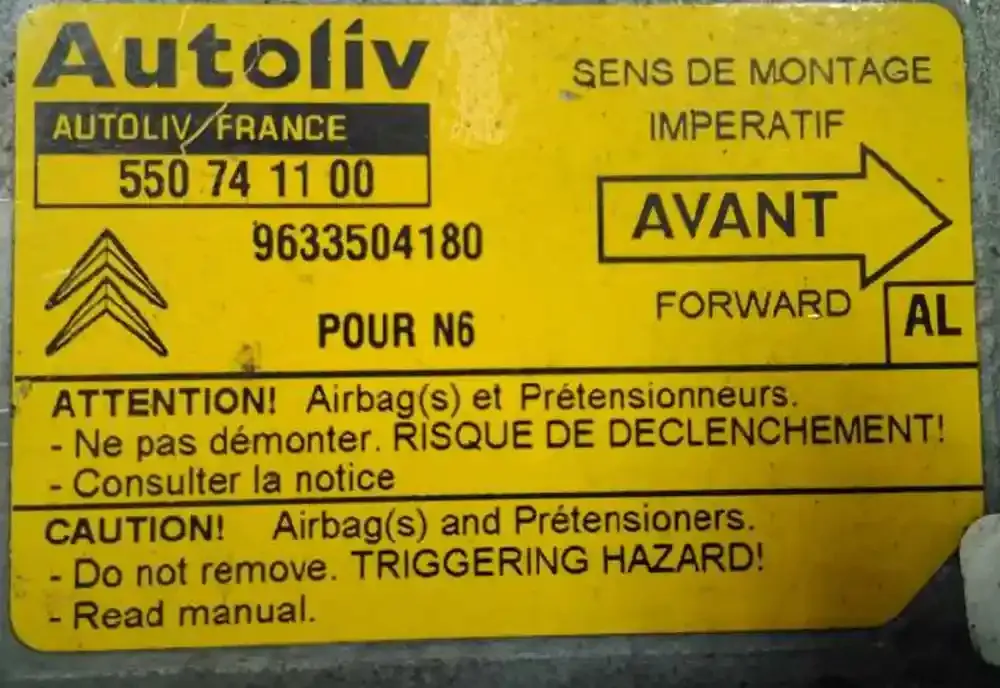 Autoliv
AUTOLIV FRANCE
550 74 11 00
9633504180
POUR N6
SENS DE MONTAGE
IMPERATIF
AVANT
FORWARD
AL
ATTENTION! Airbag(s) et Prétensionneurs.
- Ne pas démonter. RISQUE DE DECLENCHEMENT!
- Consulter la notice
CAUTION! Airbag(s) and Prétensioners.
- Do not remove. TRIGGERING HAZARD!
- Read manual.